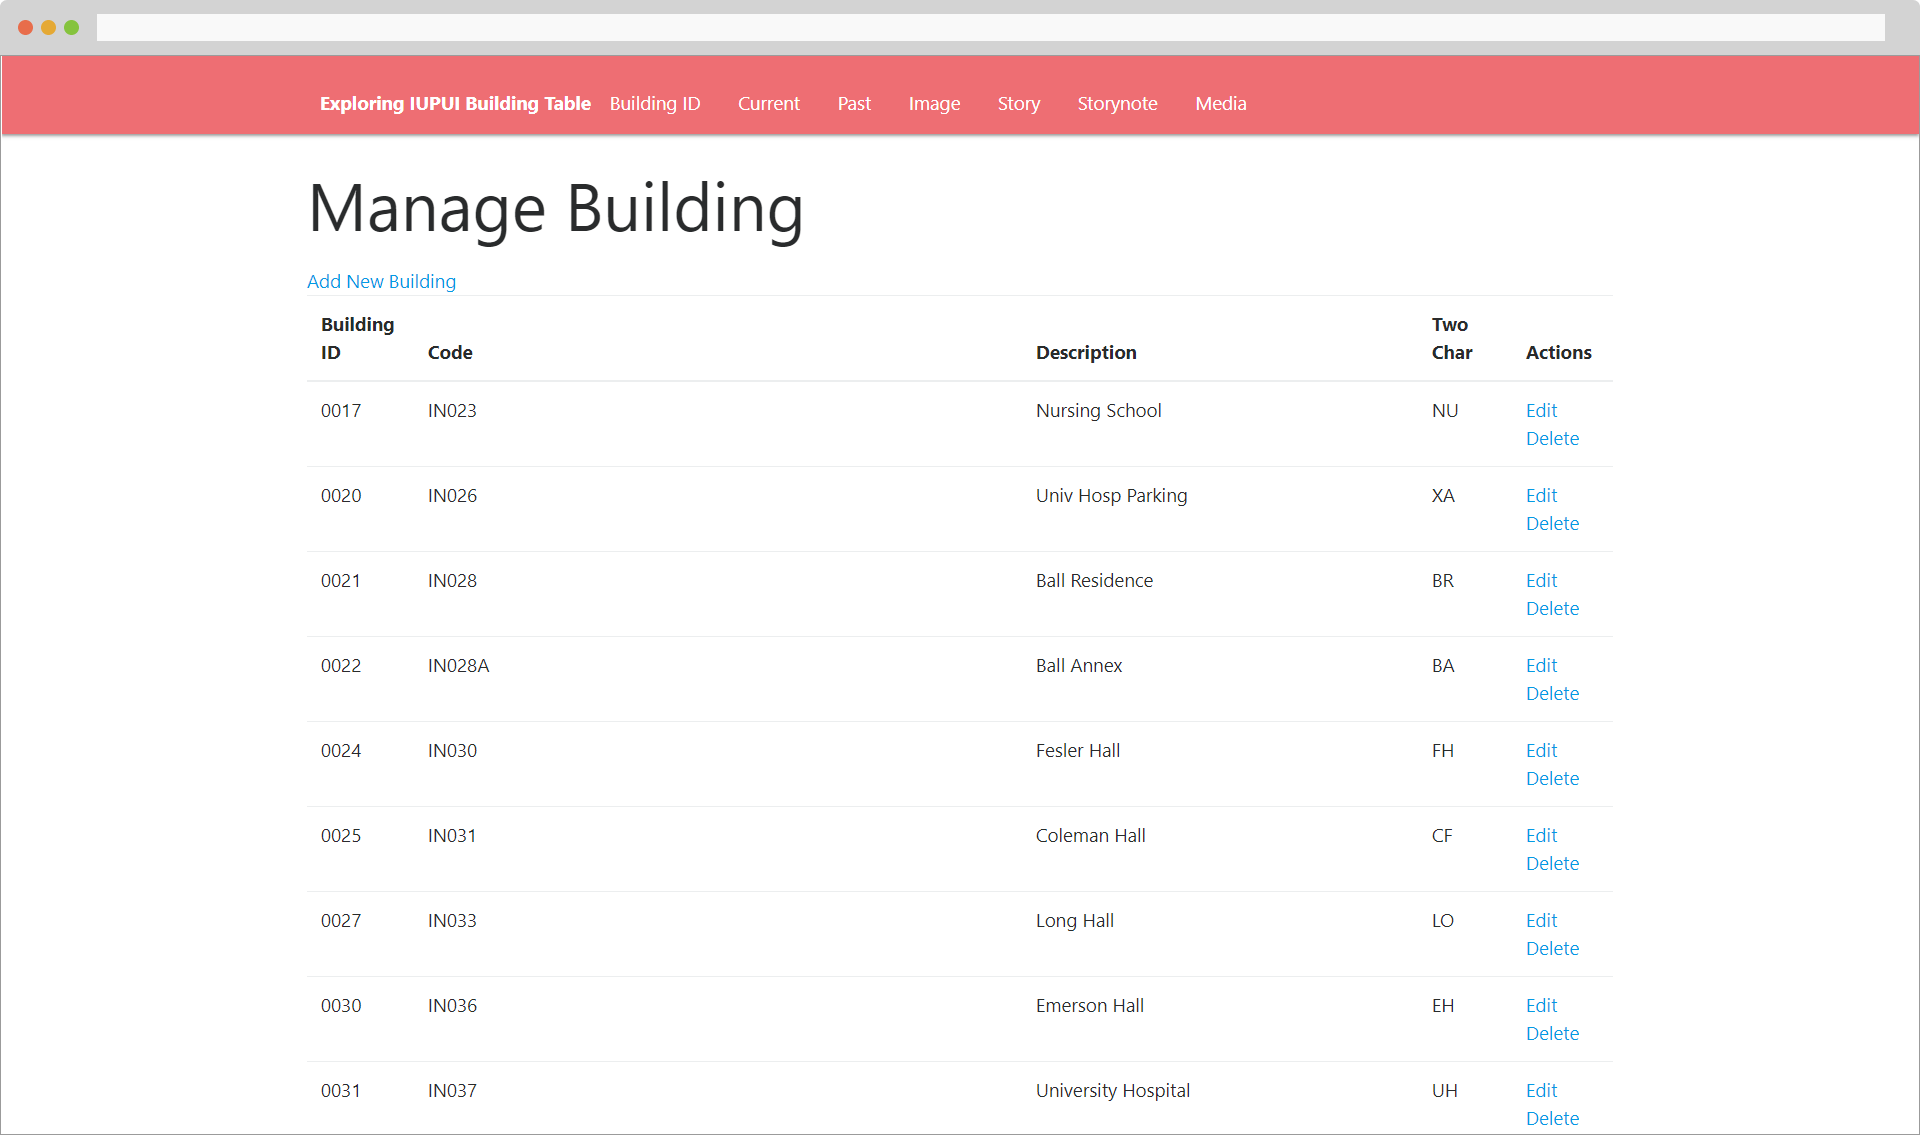 Exploring IUPUI Building Table Building ID Current Past Image Story Storynote Media
Manage Building
Add New Building
Building ID Code Description Two Char Actions
0017 IN023 Nursing School NU Edit
Delete
0020 IN026 Univ Hosp Parking XA Edit
Delete
0021 IN028 Ball Residence BR Edit
Delete
0022 IN028A Ball Annex BA Edit
Delete
0024 IN030 Fesler Hall FH Edit
Delete
0025 IN031 Coleman Hall CF Edit
Delete
0027 IN033 Long Hall LO Edit
Delete
0030 IN036 Emerson Hall EH Edit
Delete
0031 IN037 University Hospital UH Edit
Delete